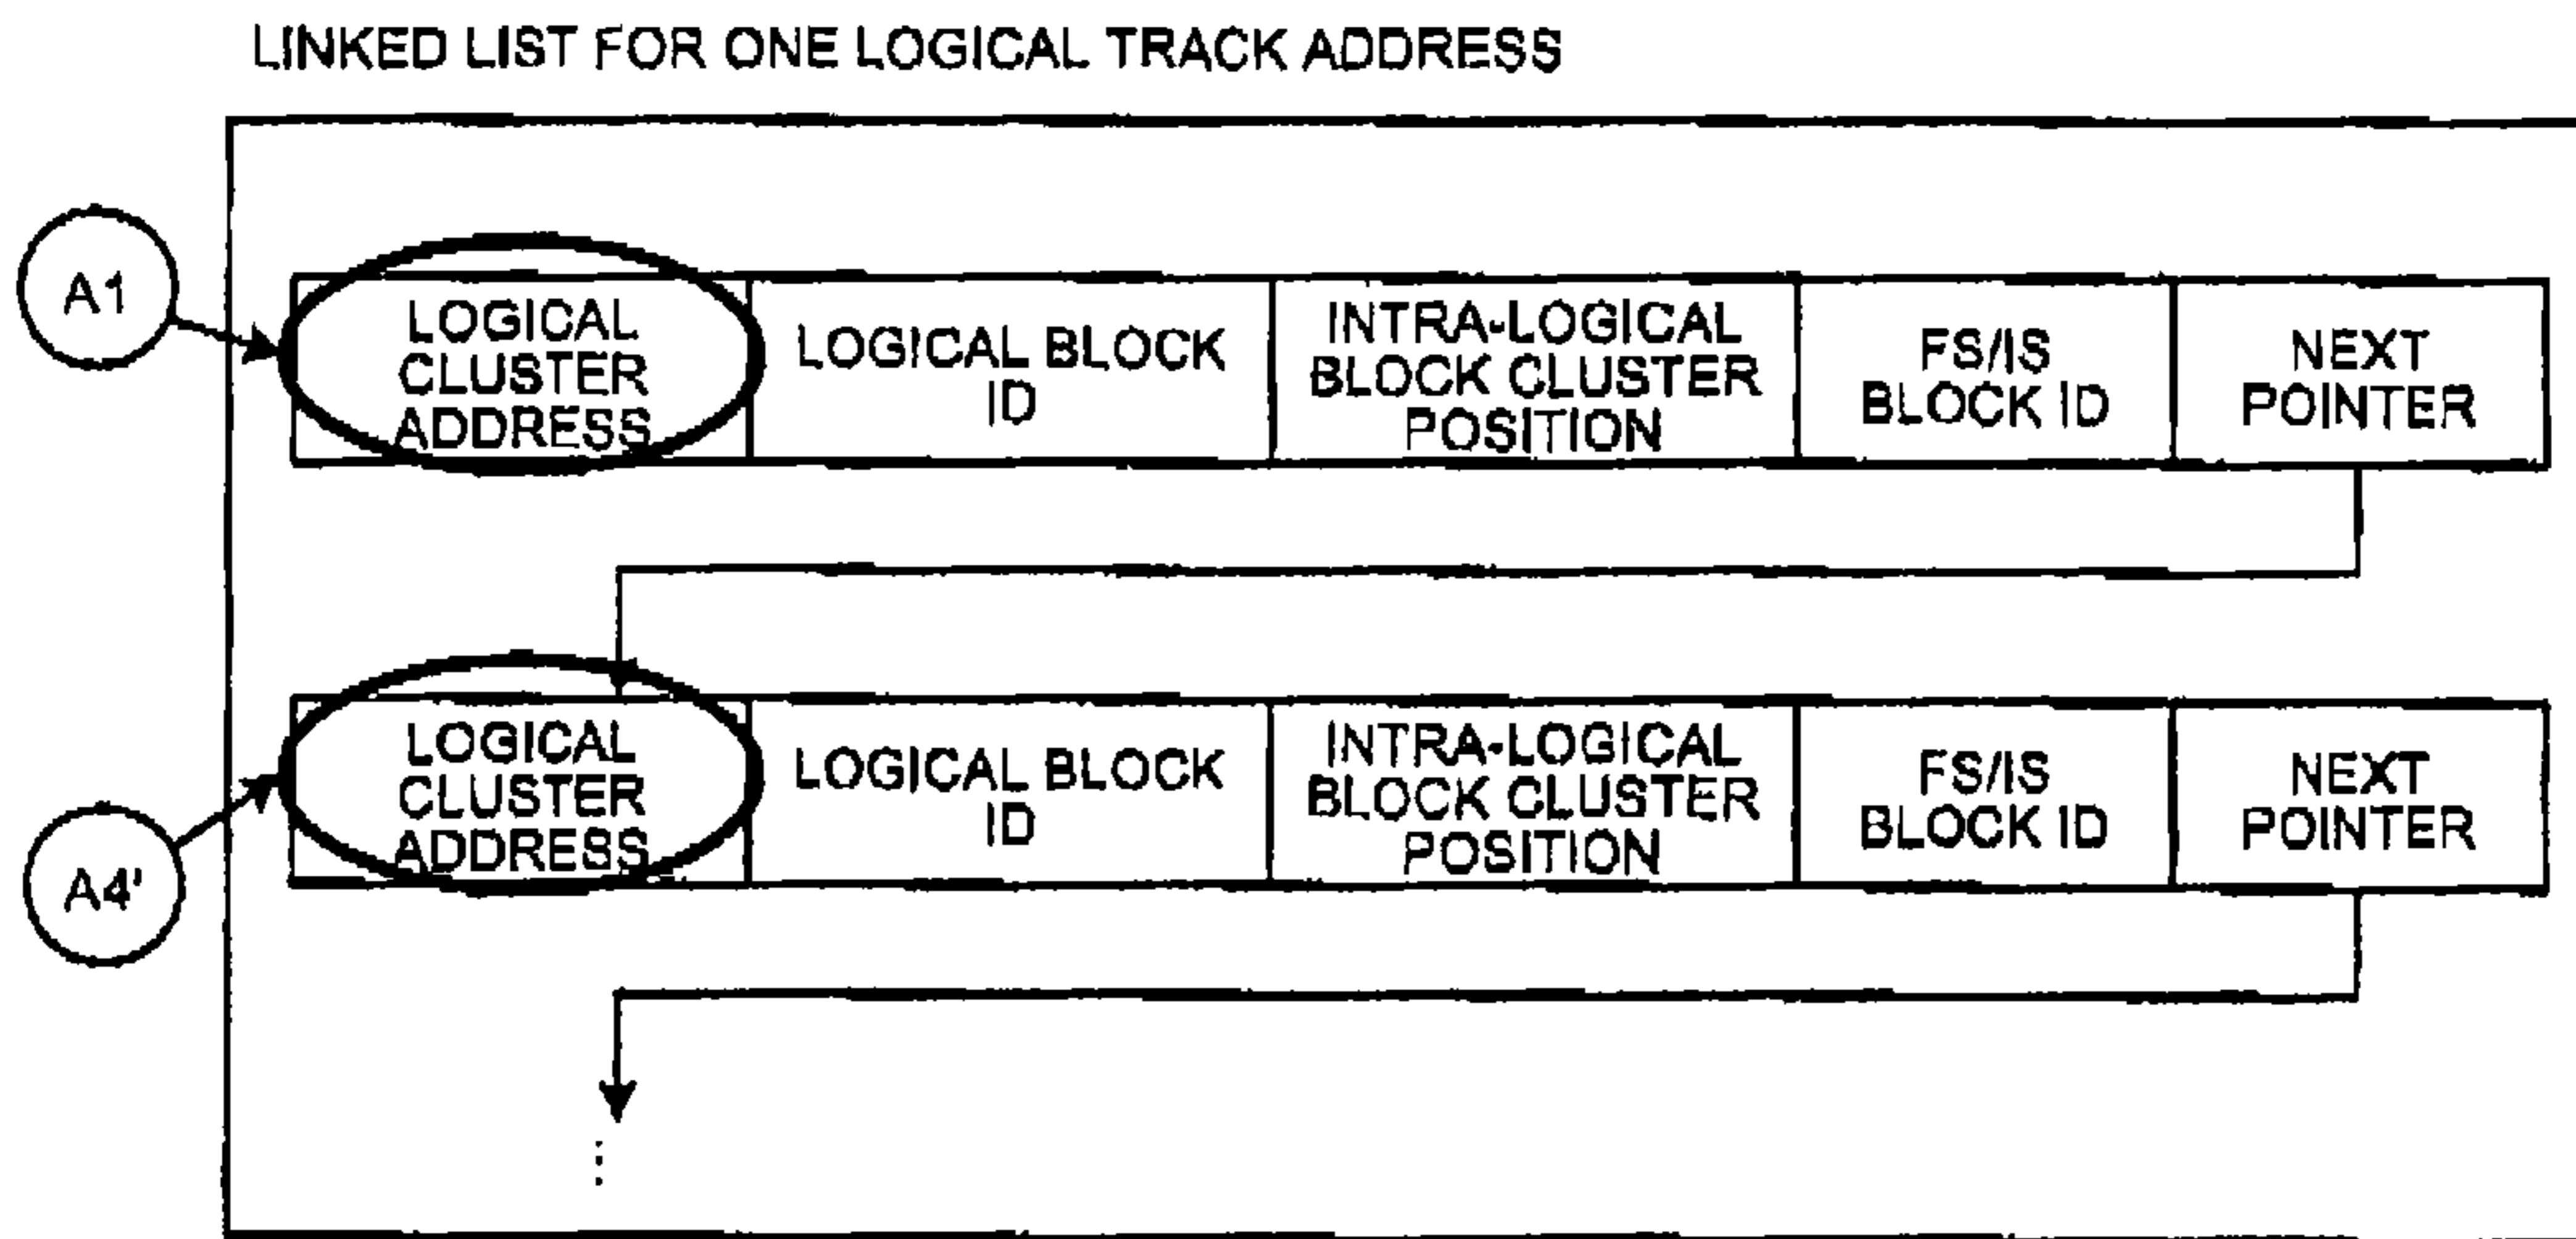 LINKED LIST FOR ONE LOGICAL TRACK ADDRESS
A1
LOGICAL
CLUSTER
ADDRESS
LOGICAL BLOCK
ID
INTRA-LOGICAL
BLOCK CLUSTER
POSITION
FS/IS
BLOCK ID
NEXT
POINTER
A4'
LOGICAL
CLUSTER
ADDRESS
LOGICAL BLOCK
ID
INTRA-LOGICAL
BLOCK CLUSTER
POSITION
FS/IS
BLOCK ID
NEXT
POINTER
⋮